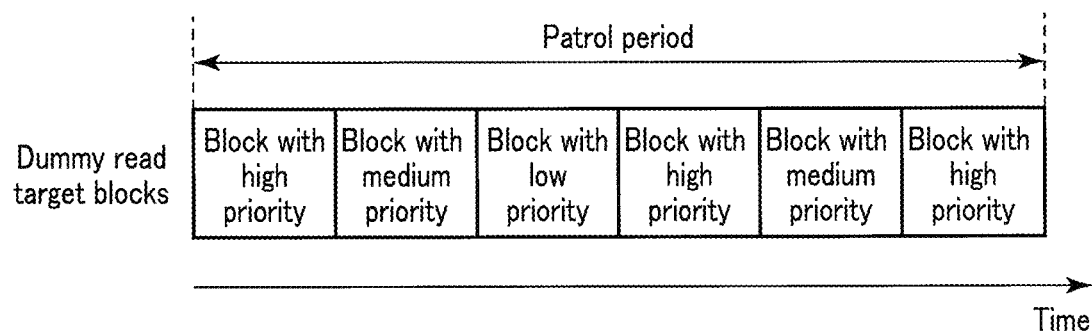 Patrol period
Dummy read
target blocks
Block with
high
priority
Block with
medium
priority
Block with
low
priority
Block with
high
priority
Block with
medium
priority
Block with
high
priority
Time